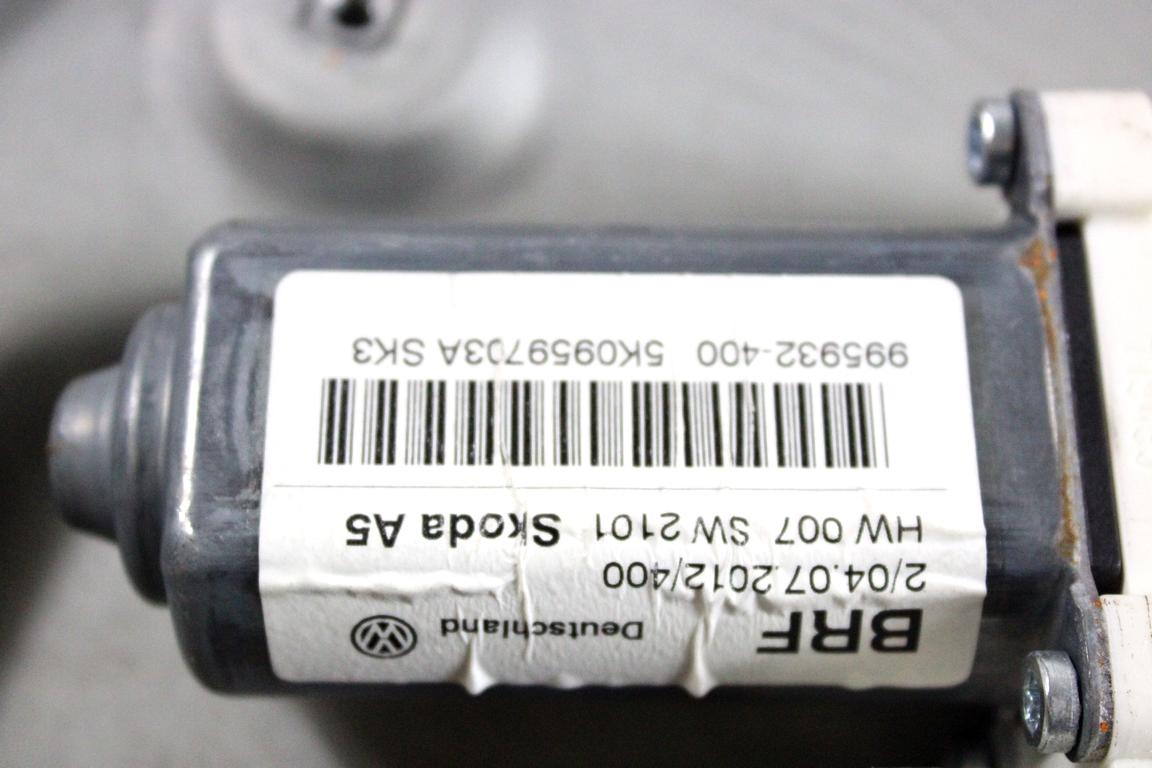 BRF Deutschland
2/04.07.2012/400
HW 007 SW 2101 Skoda A5
995932-400 5K0959703A SK3